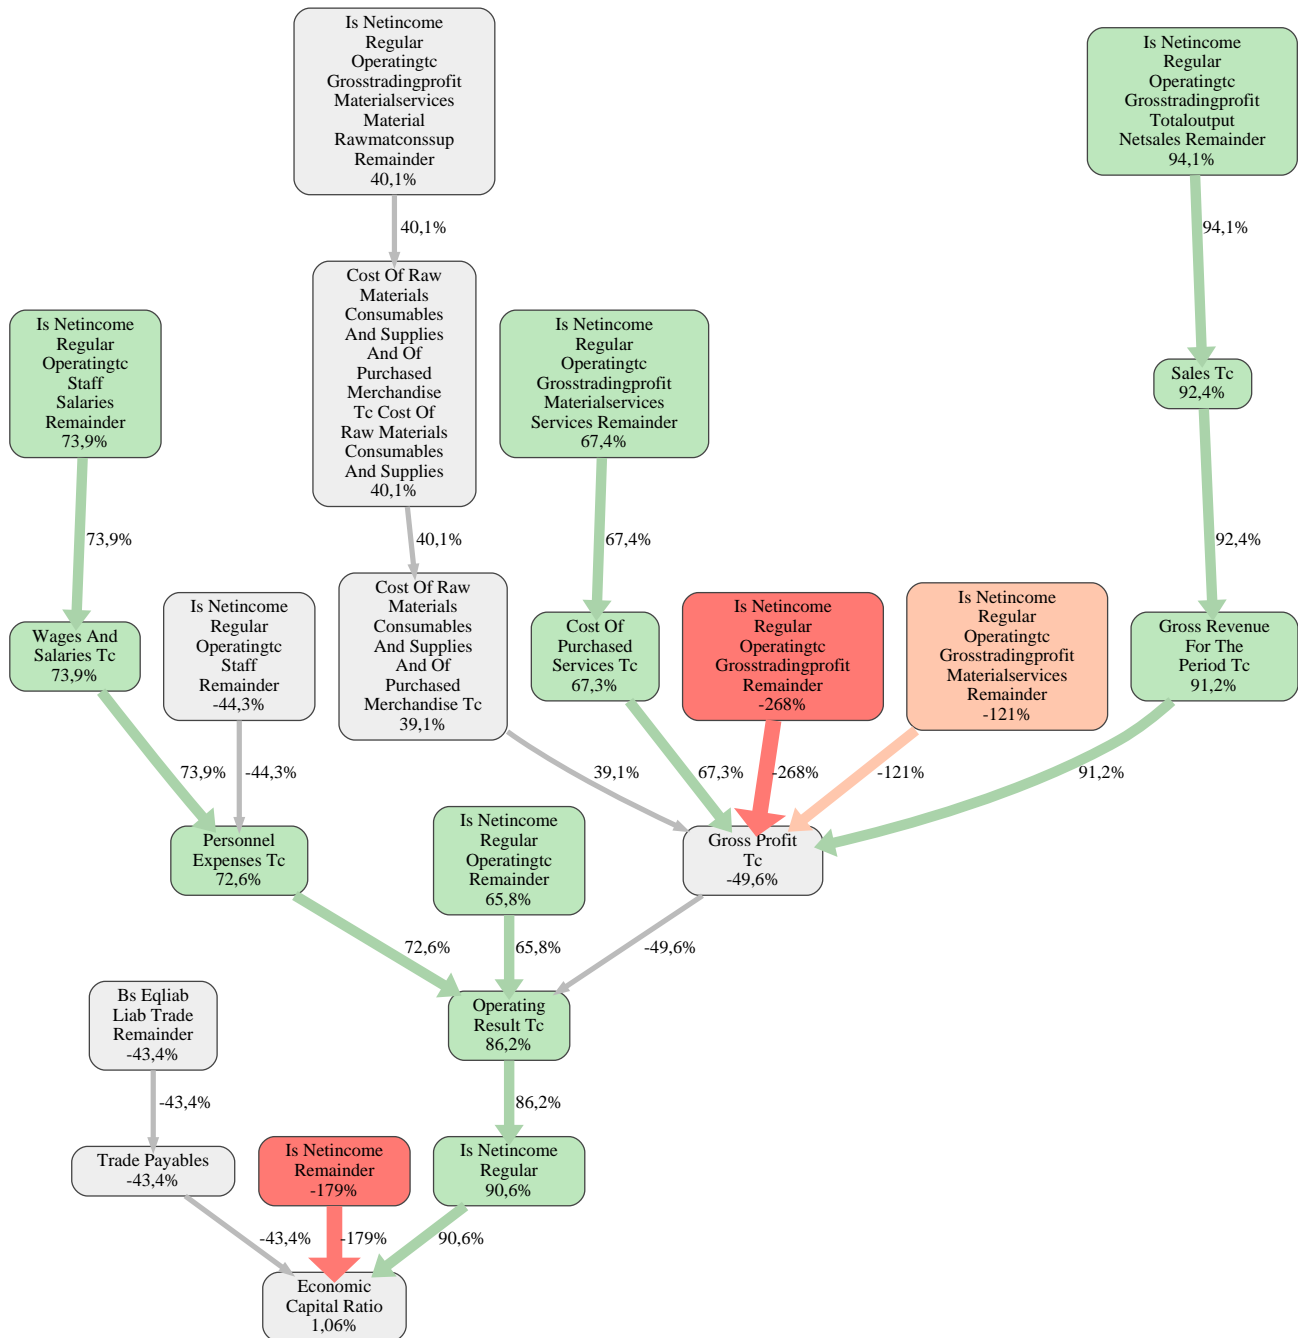 Is Netincome
Regular
Operatingtc
Grosstradingprofit
Materialservices
Material
Rawmatconssup
Remainder
40,1%
Is Netincome
Regular
Operatingtc
Grosstradingprofit
Totaloutput
Netsales Remainder
94,1%
40,1%
94,1%
Cost Of Raw
Materials
Consumables
And Supplies
And Of
Purchased
Merchandise
Tc Cost Of
Raw Materials
Consumables
And Supplies
40,1%
Is Netincome
Regular
Operatingtc
Staff
Salaries
Remainder
73,9%
Is Netincome
Regular
Operatingtc
Grosstradingprofit
Materialservices
Services Remainder
67,4%
Sales Tc
92,4%
73,9%
40,1%
67,4%
92,4%
Cost Of Raw
Materials
Consumables
And Supplies
And Of
Purchased
Merchandise Tc
39,1%
Wages And
Salaries Tc
73,9%
Is Netincome
Regular
Operatingtc
Staff
Remainder
-44,3%
Cost Of
Purchased
Services Tc
67,3%
Is Netincome
Regular
Operatingtc
Grosstradingprofit
Remainder
-268%
Is Netincome
Regular
Operatingtc
Grosstradingprofit
Materialservices
Remainder
-121%
Gross Revenue
For The
Period Tc
91,2%
73,9%
-44,3%
39,1%
67,3%
-268%
-121%
91,2%
Personnel
Expenses Tc
72,6%
Is Netincome
Regular
Operatingtc
Remainder
65,8%
Gross Profit
Tc
-49,6%
72,6%
65,8%
-49,6%
Bs Eqliab
Liab Trade
Remainder
-43,4%
Operating
Result Tc
86,2%
-43,4%
86,2%
Trade Payables
-43,4%
Is Netincome
Remainder
-179%
Is Netincome
Regular
90,6%
-43,4%
-179%
90,6%
Economic
Capital Ratio
1,06%